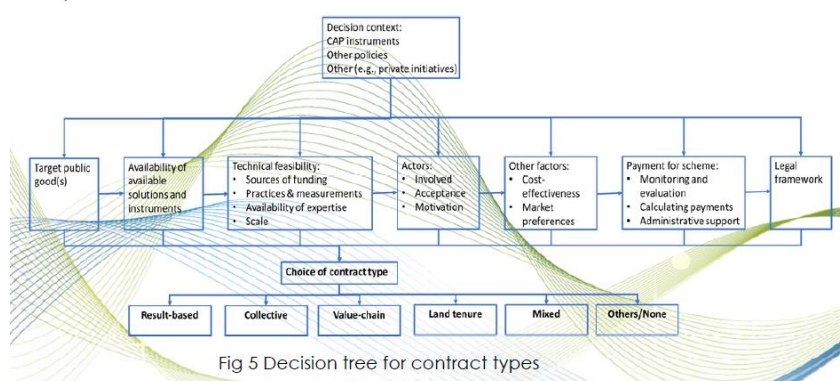 Decision context:
CAP instruments
Other policies
Other (e.g., private initiatives)
Target public
good(s)
Availability of
available
solutions and
instruments
Technical feasibility:
Sources of funding
• Practices & measurements
• Availability of expertise
• Scale
Actors:
• Involved
• Acceptance
• Motivation
Other factors:
• Cost-
effectiveness
• Market
preferences
Payment for scheme:
• Monitoring and
evaluation
• Calculating payments
• Administrative support
Legal
framework
Choice of contract type
Result-based
Collective
Value-chain
Land tenure
Mixed
Others/None
Fig 5 Decision tree for contract types